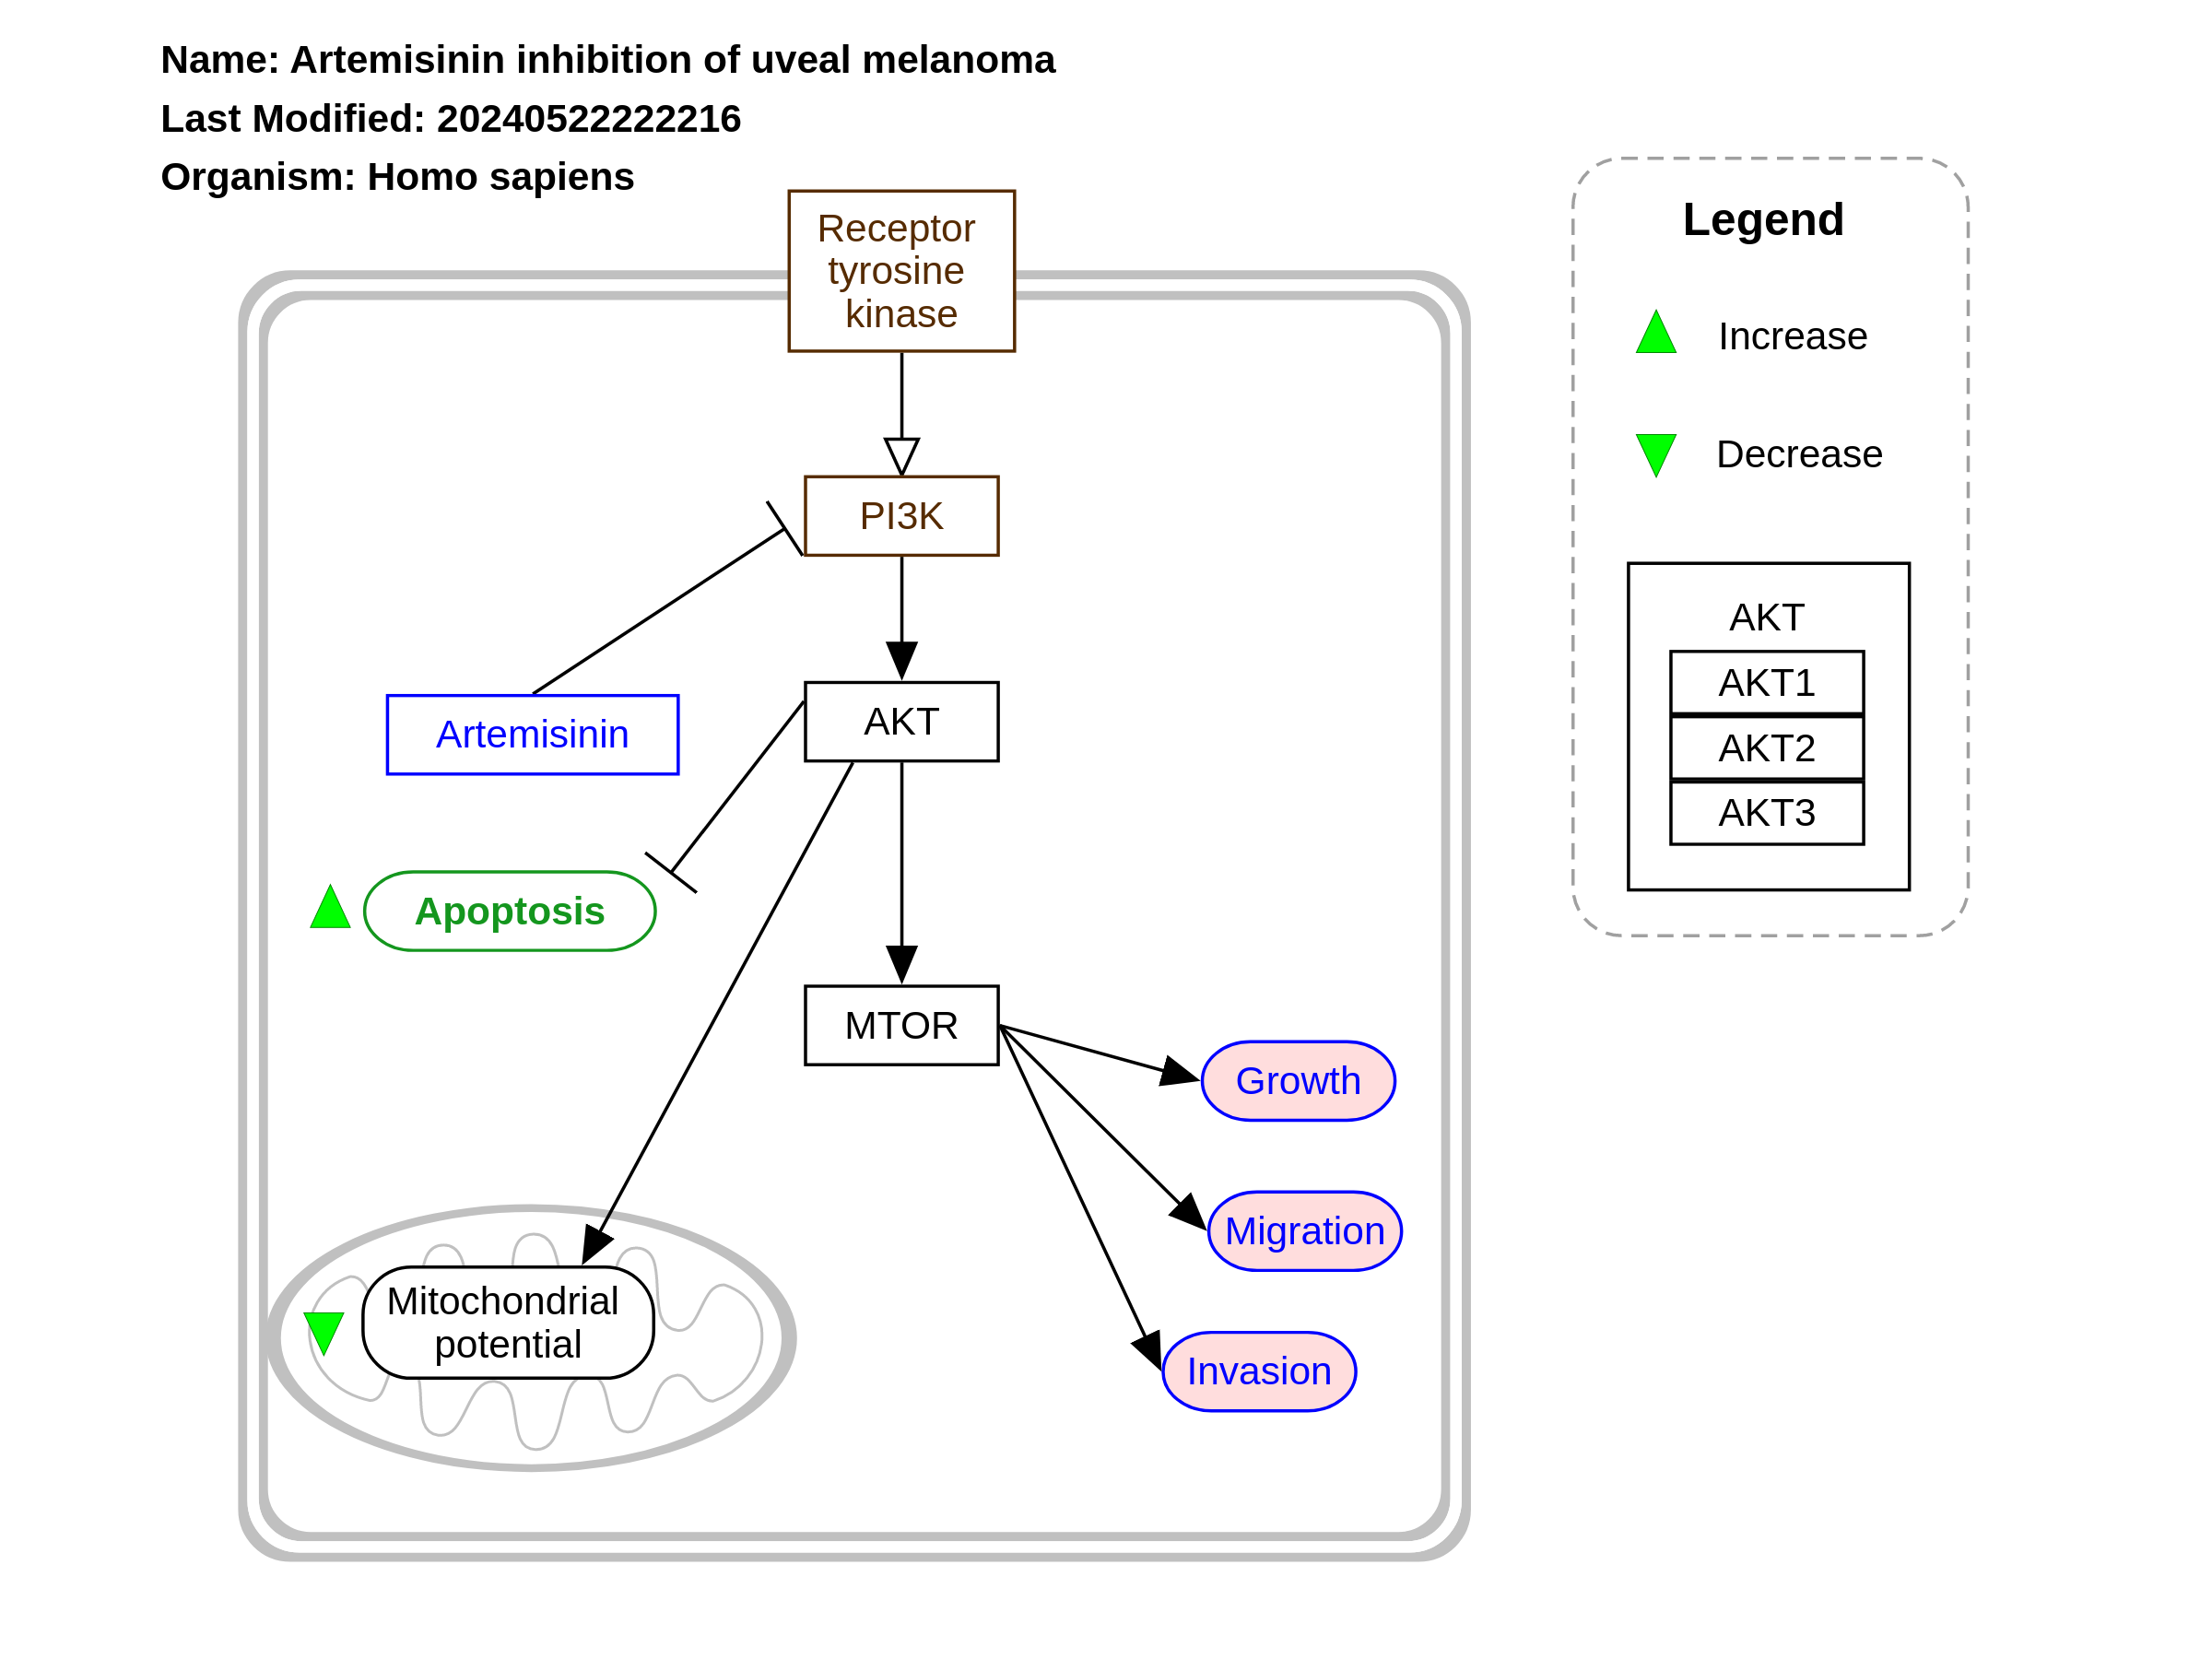 Name: Artemisinin inhibition of uveal melanoma
Last Modified: 20240522222216
Organism: Homo sapiens
Receptor
tyrosine
kinase
PI3K
Artemisinin
AKT
Apoptosis
MTOR
Growth
Migration
Invasion
Mitochondrial
potential
Legend
Increase
Decrease
AKT
AKT1
AKT2
AKT3